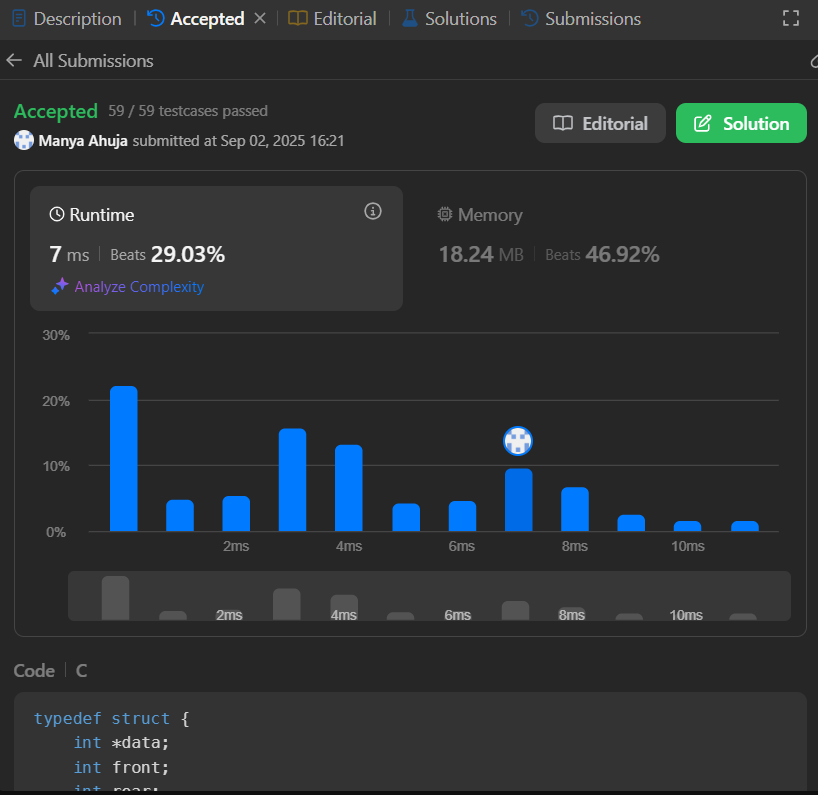 Description | Accepted × | Editorial | Solutions | Submissions
← All Submissions
Accepted 59 / 59 testcases passed
Manya Ahuja submitted at Sep 02, 2025 16:21
Editorial
Solution
Runtime
7 ms | Beats 29.03%
Analyze Complexity
Memory
18.24 MB | Beats 46.92%
30%
20%
10%
0%
2ms 4ms 6ms 8ms 10ms
2ms 4ms 6ms 8ms 10ms
Code | C
typedef struct {
int *data;
int front;
int rear;